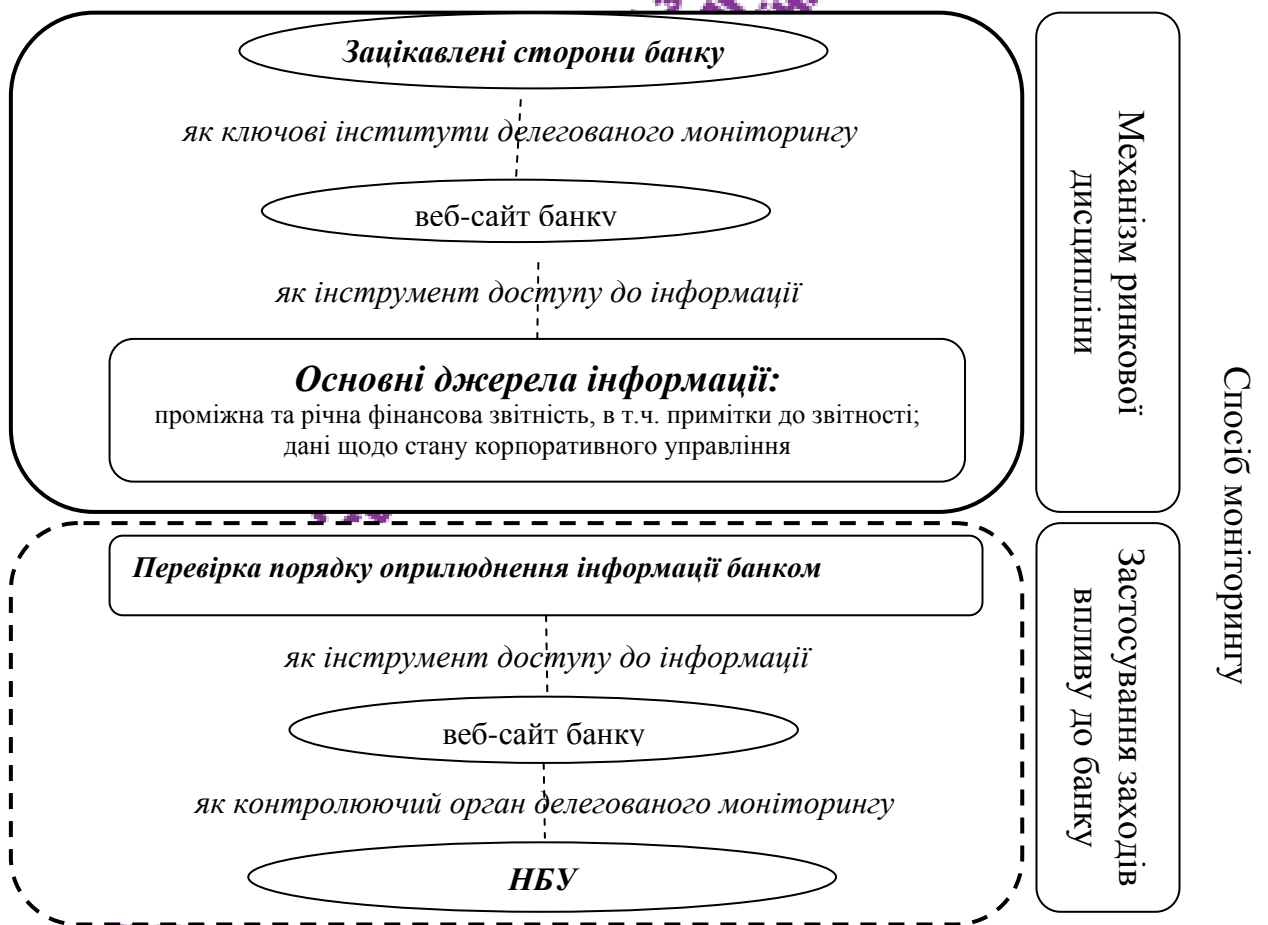 Зацікавлені сторони банку
як ключові інститути делегованого моніторингу
веб-сайт банку
як інструмент доступу до інформації
Основні джерела інформації:
проміжна та річна фінансова звітність, в т.ч. примітки до звітності;
дані щодо стану корпоративного управління
Механізм ринкової
дисципліни
Перевірка порядку оприлюднення інформації банком
як інструмент доступу до інформації
веб-сайт банку
як контролюючий орган делегованого моніторингу
НБУ
Застосування заходів
впливу до банку
Спосіб моніторингу